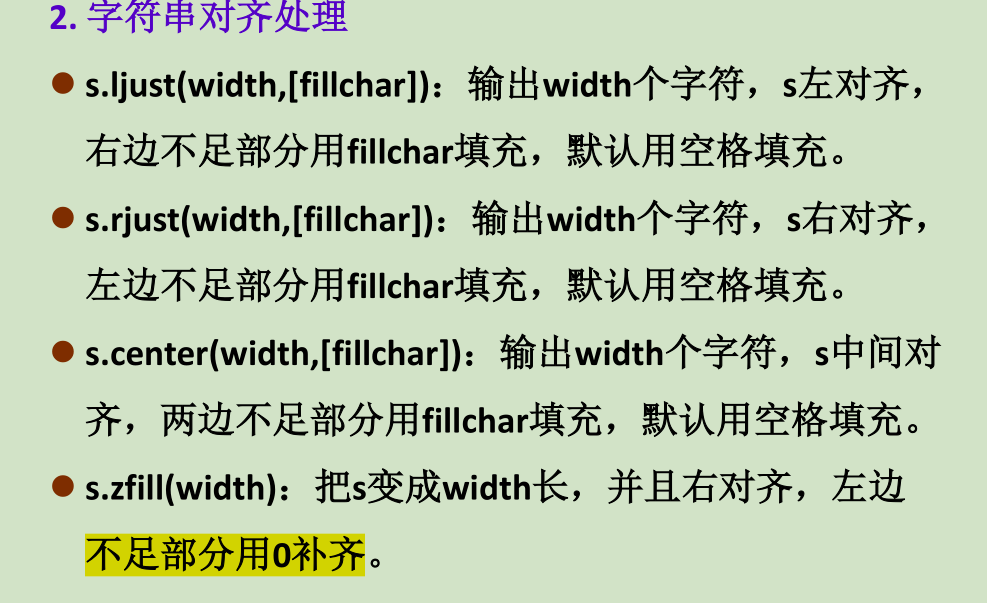 2. 字符串对齐处理
● s.ljust(width,[fillchar])：输出width个字符，s左对齐，
右边不足部分用fillchar填充，默认用空格填充。
● s.rjust(width,[fillchar])：输出width个字符，s右对齐，
左边不足部分用fillchar填充，默认用空格填充。
● s.center(width,[fillchar])：输出width个字符，s中间对
齐，两边不足部分用fillchar填充，默认用空格填充。
● s.zfill(width)：把s变成width长，并且右对齐，左边
不足部分用0补齐。